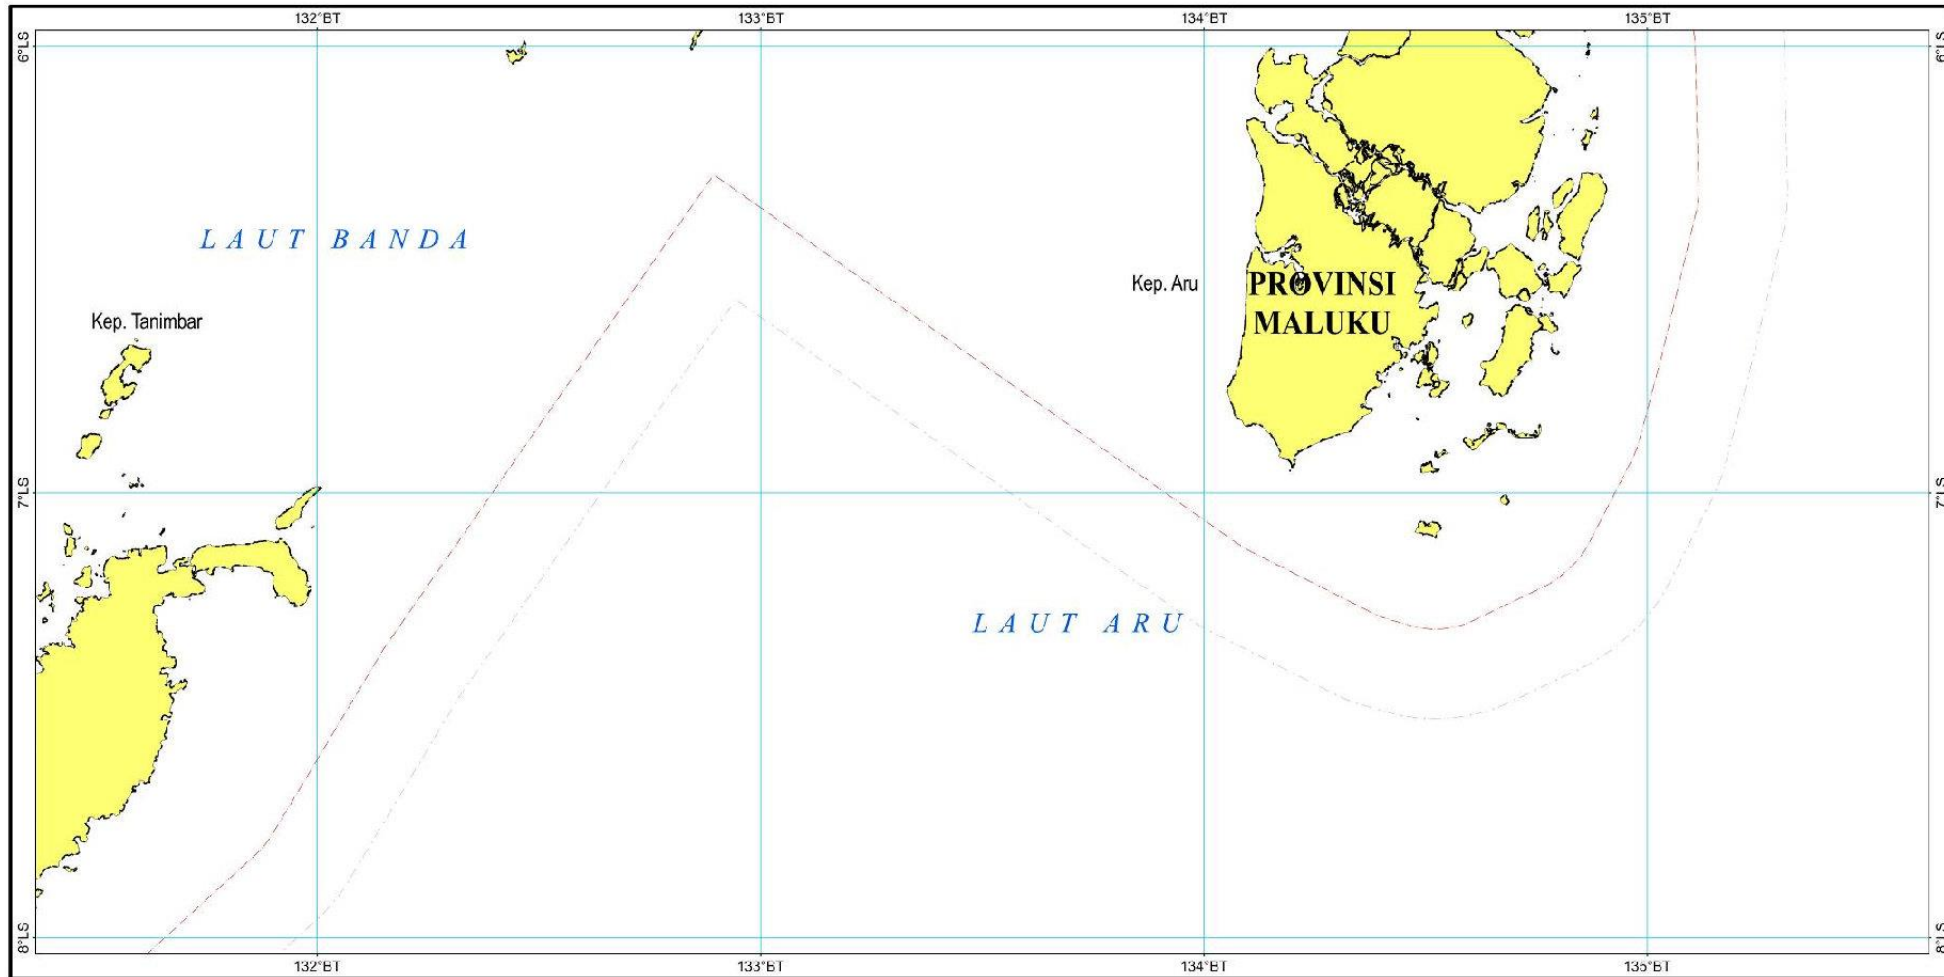 132°BT 133°BT 134°BT 135°BT
6°LS 6°LS
LAUT BANDA
Kep. Aru
PROVINSI
MALUKU
Kep. Tanimbar
7°LS 7°LS
LAUT ARU
8°LS 8°LS
132°BT 133°BT 134°BT 135°BT